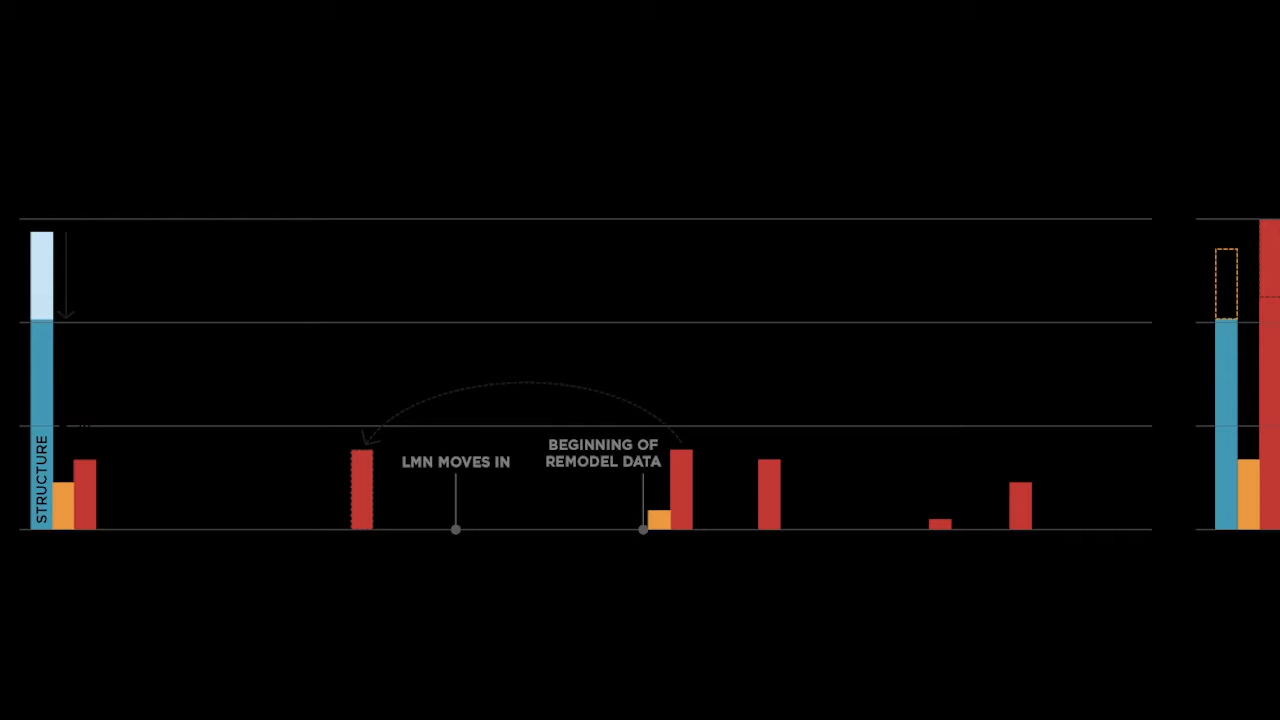 STRUCTURE
LMN MOVES IN
BEGINNING OF
REMODEL DATA